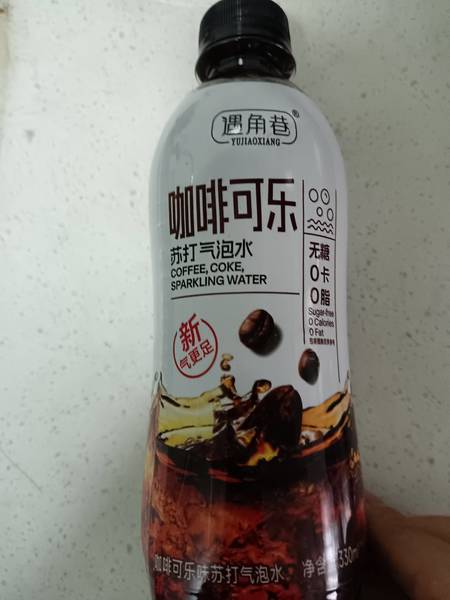 遇角巷®
YUJIAOXIANG
咖啡可乐
苏打气泡水
COFFEE, COKE,
SPARKLING WATER
无糖
0卡
0脂
Sugar-free
0 Calories
0 Fat
新
气更足
咖啡可乐味苏打气泡水 净含 330ml